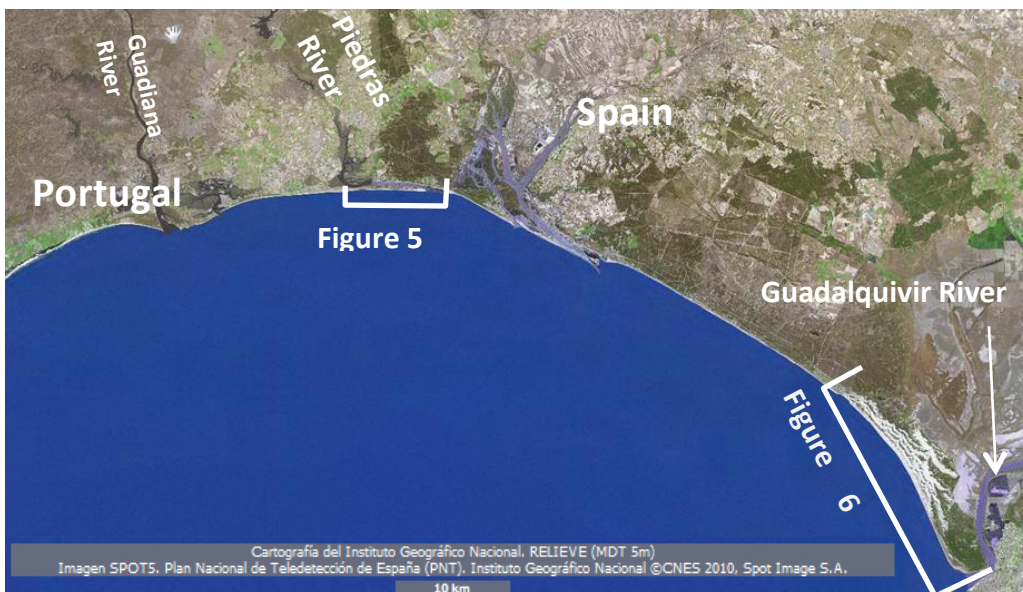 Guadiana
River
Piedras
River
Spain
Portugal
Figure 5
Guadalquivir River
Figure 6
Cartografía del Instituto Geográfico Nacional. RELIEVE (MDT 5m)
Imagen SPOT5. Plan Nacional de Teledetección de España (PNT). Instituto Geográfico Nacional ©CNES 2010, Spot Image S.A.
10 km